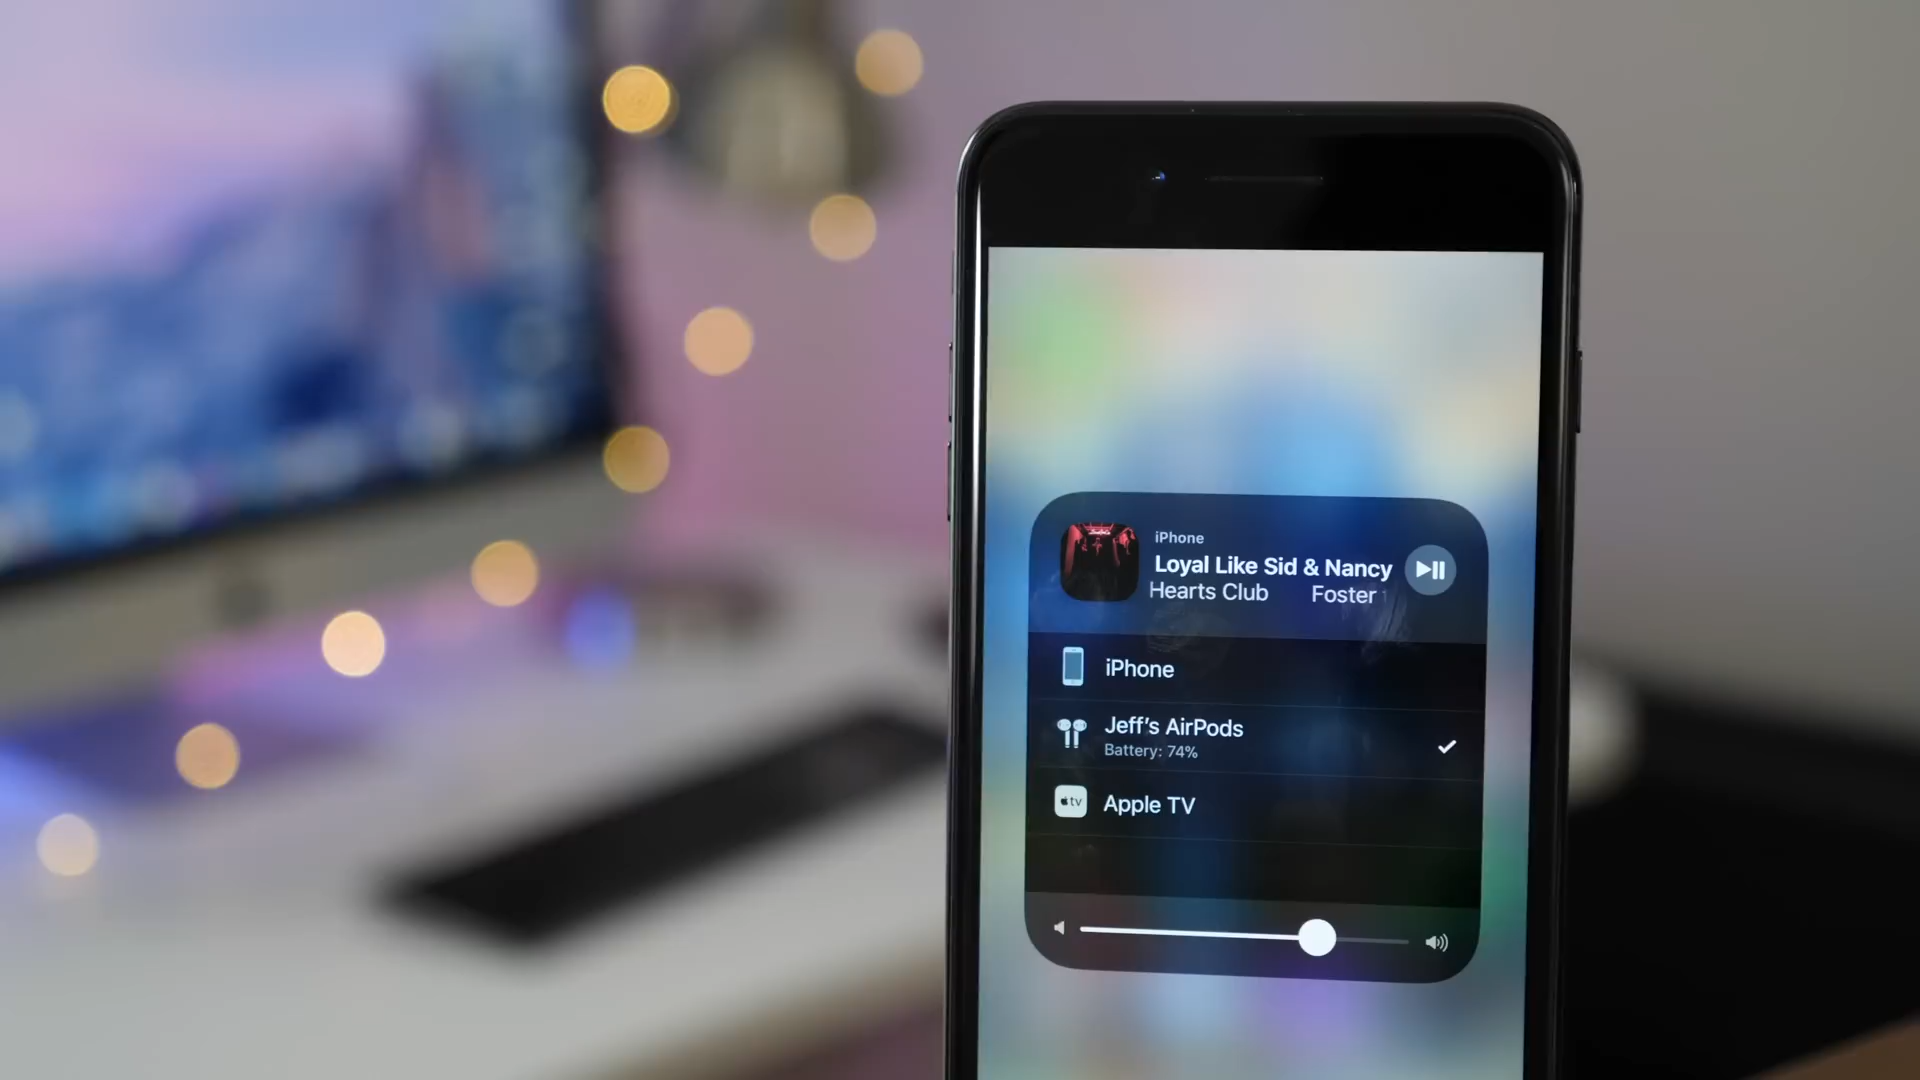 iPhone
Loyal Like Sid & Nancy
Hearts Club Foster
iPhone
Jeff's AirPods
Battery: 74%
tv Apple TV